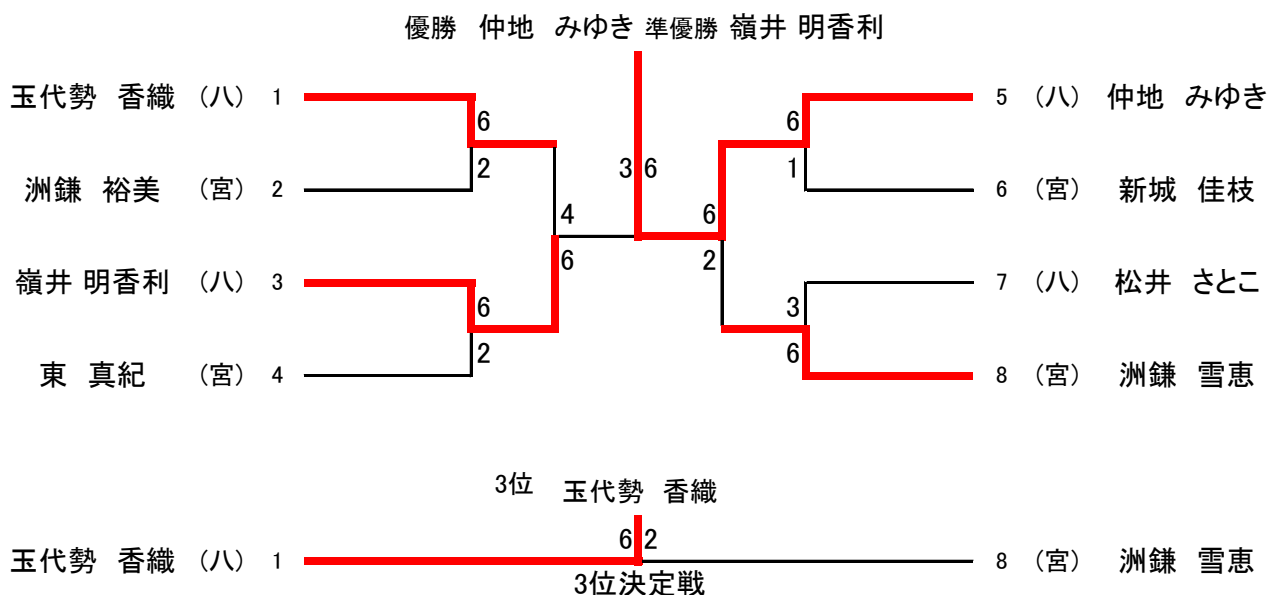 優勝 仲地 みゆき 準優勝 嶺井 明香利
玉代勢 香織 (八) 1 6 6 5 (八) 仲地 みゆき
洲鎌 裕美 (宮) 2 2 3 6 1 6 (宮) 新城 佳枝
4 6
6 2
嶺井 明香利 (八) 3 6 3 7 (八) 松井 さとこ
東 真紀 (宮) 4 2 6 8 (宮) 洲鎌 雪恵
3位 玉代勢 香織
玉代勢 香織 (八) 1 6 2 8 (宮) 洲鎌 雪恵
3位決定戦